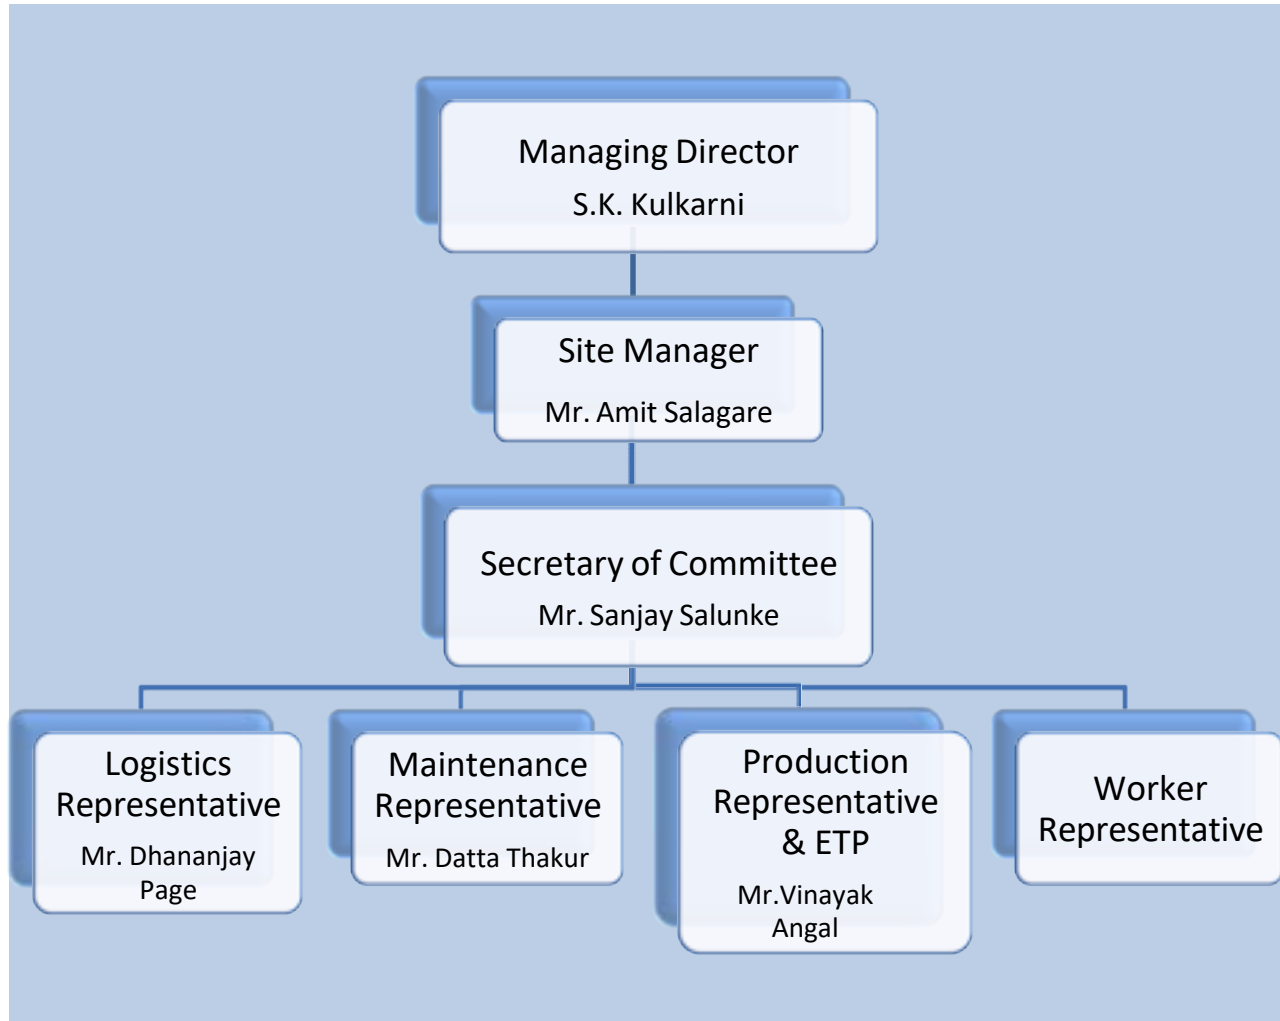 Managing Director
S.K. Kulkarni
Site Manager
Mr. Amit Salagare
Secretary of Committee
Mr. Sanjay Salunke
Logistics
Representative
Mr. Dhananjay
Page
Maintenance
Representative
Mr. Datta Thakur
Production
Representative
& ETP
Mr.Vinayak
Angal
Worker
Representative